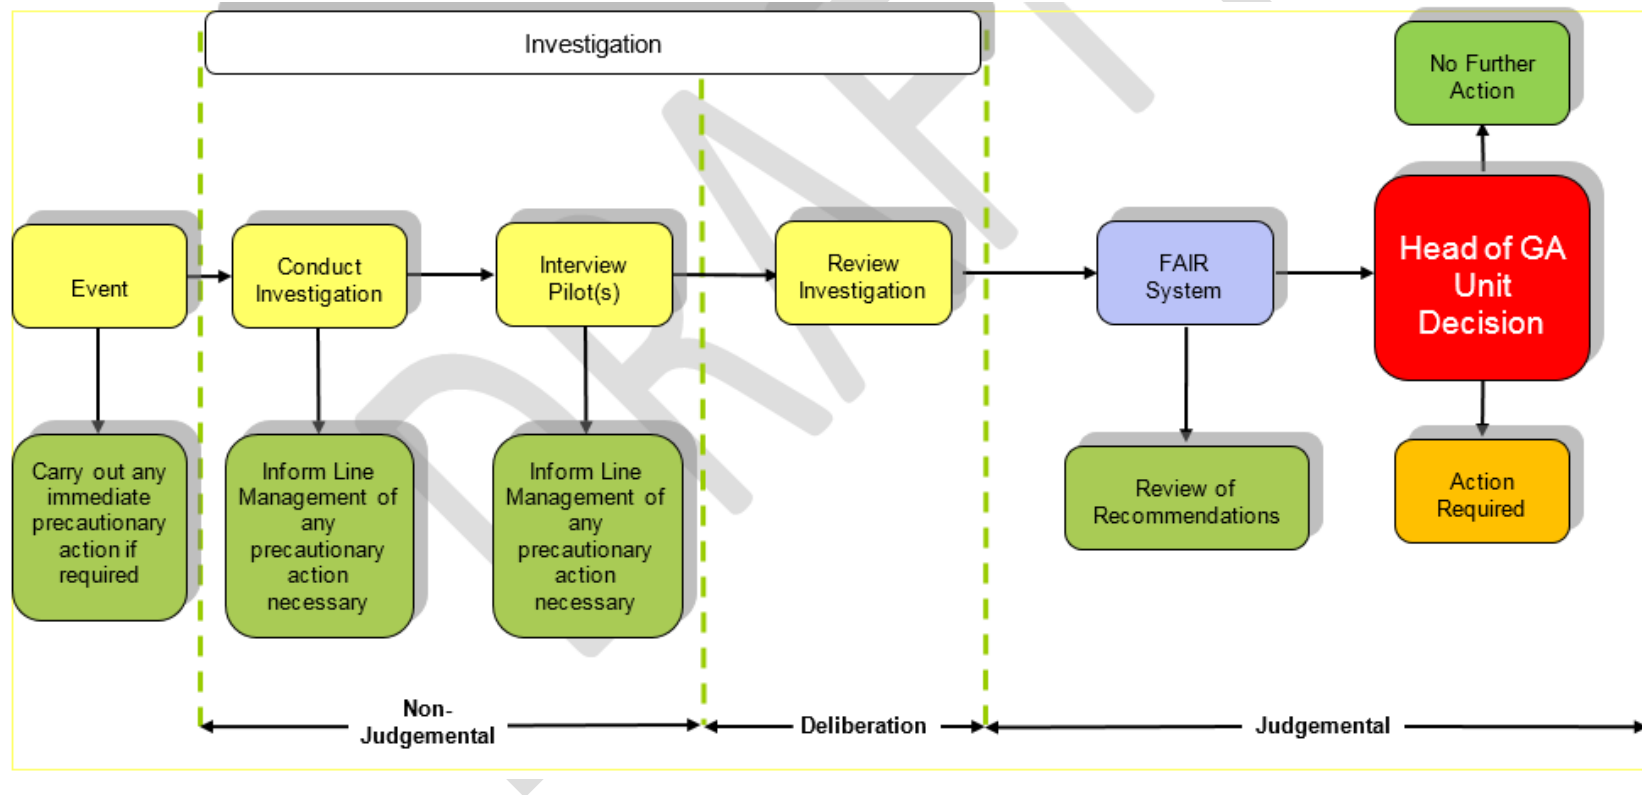 Investigation
No Further
Action
Event
Conduct
Investigation
Interview
Pilot(s)
Review
Investigation
FAIR
System
Head of GA
Unit
Decision
Carry out any
immediate
precautionary
action if
required
Inform Line
Management of
any
precautionary
action
necessary
Inform Line
Management of
any
precautionary
action
necessary
Review of
Recommendations
Action
Required
Non-
Judgemental
Deliberation
Judgemental
DRAFT